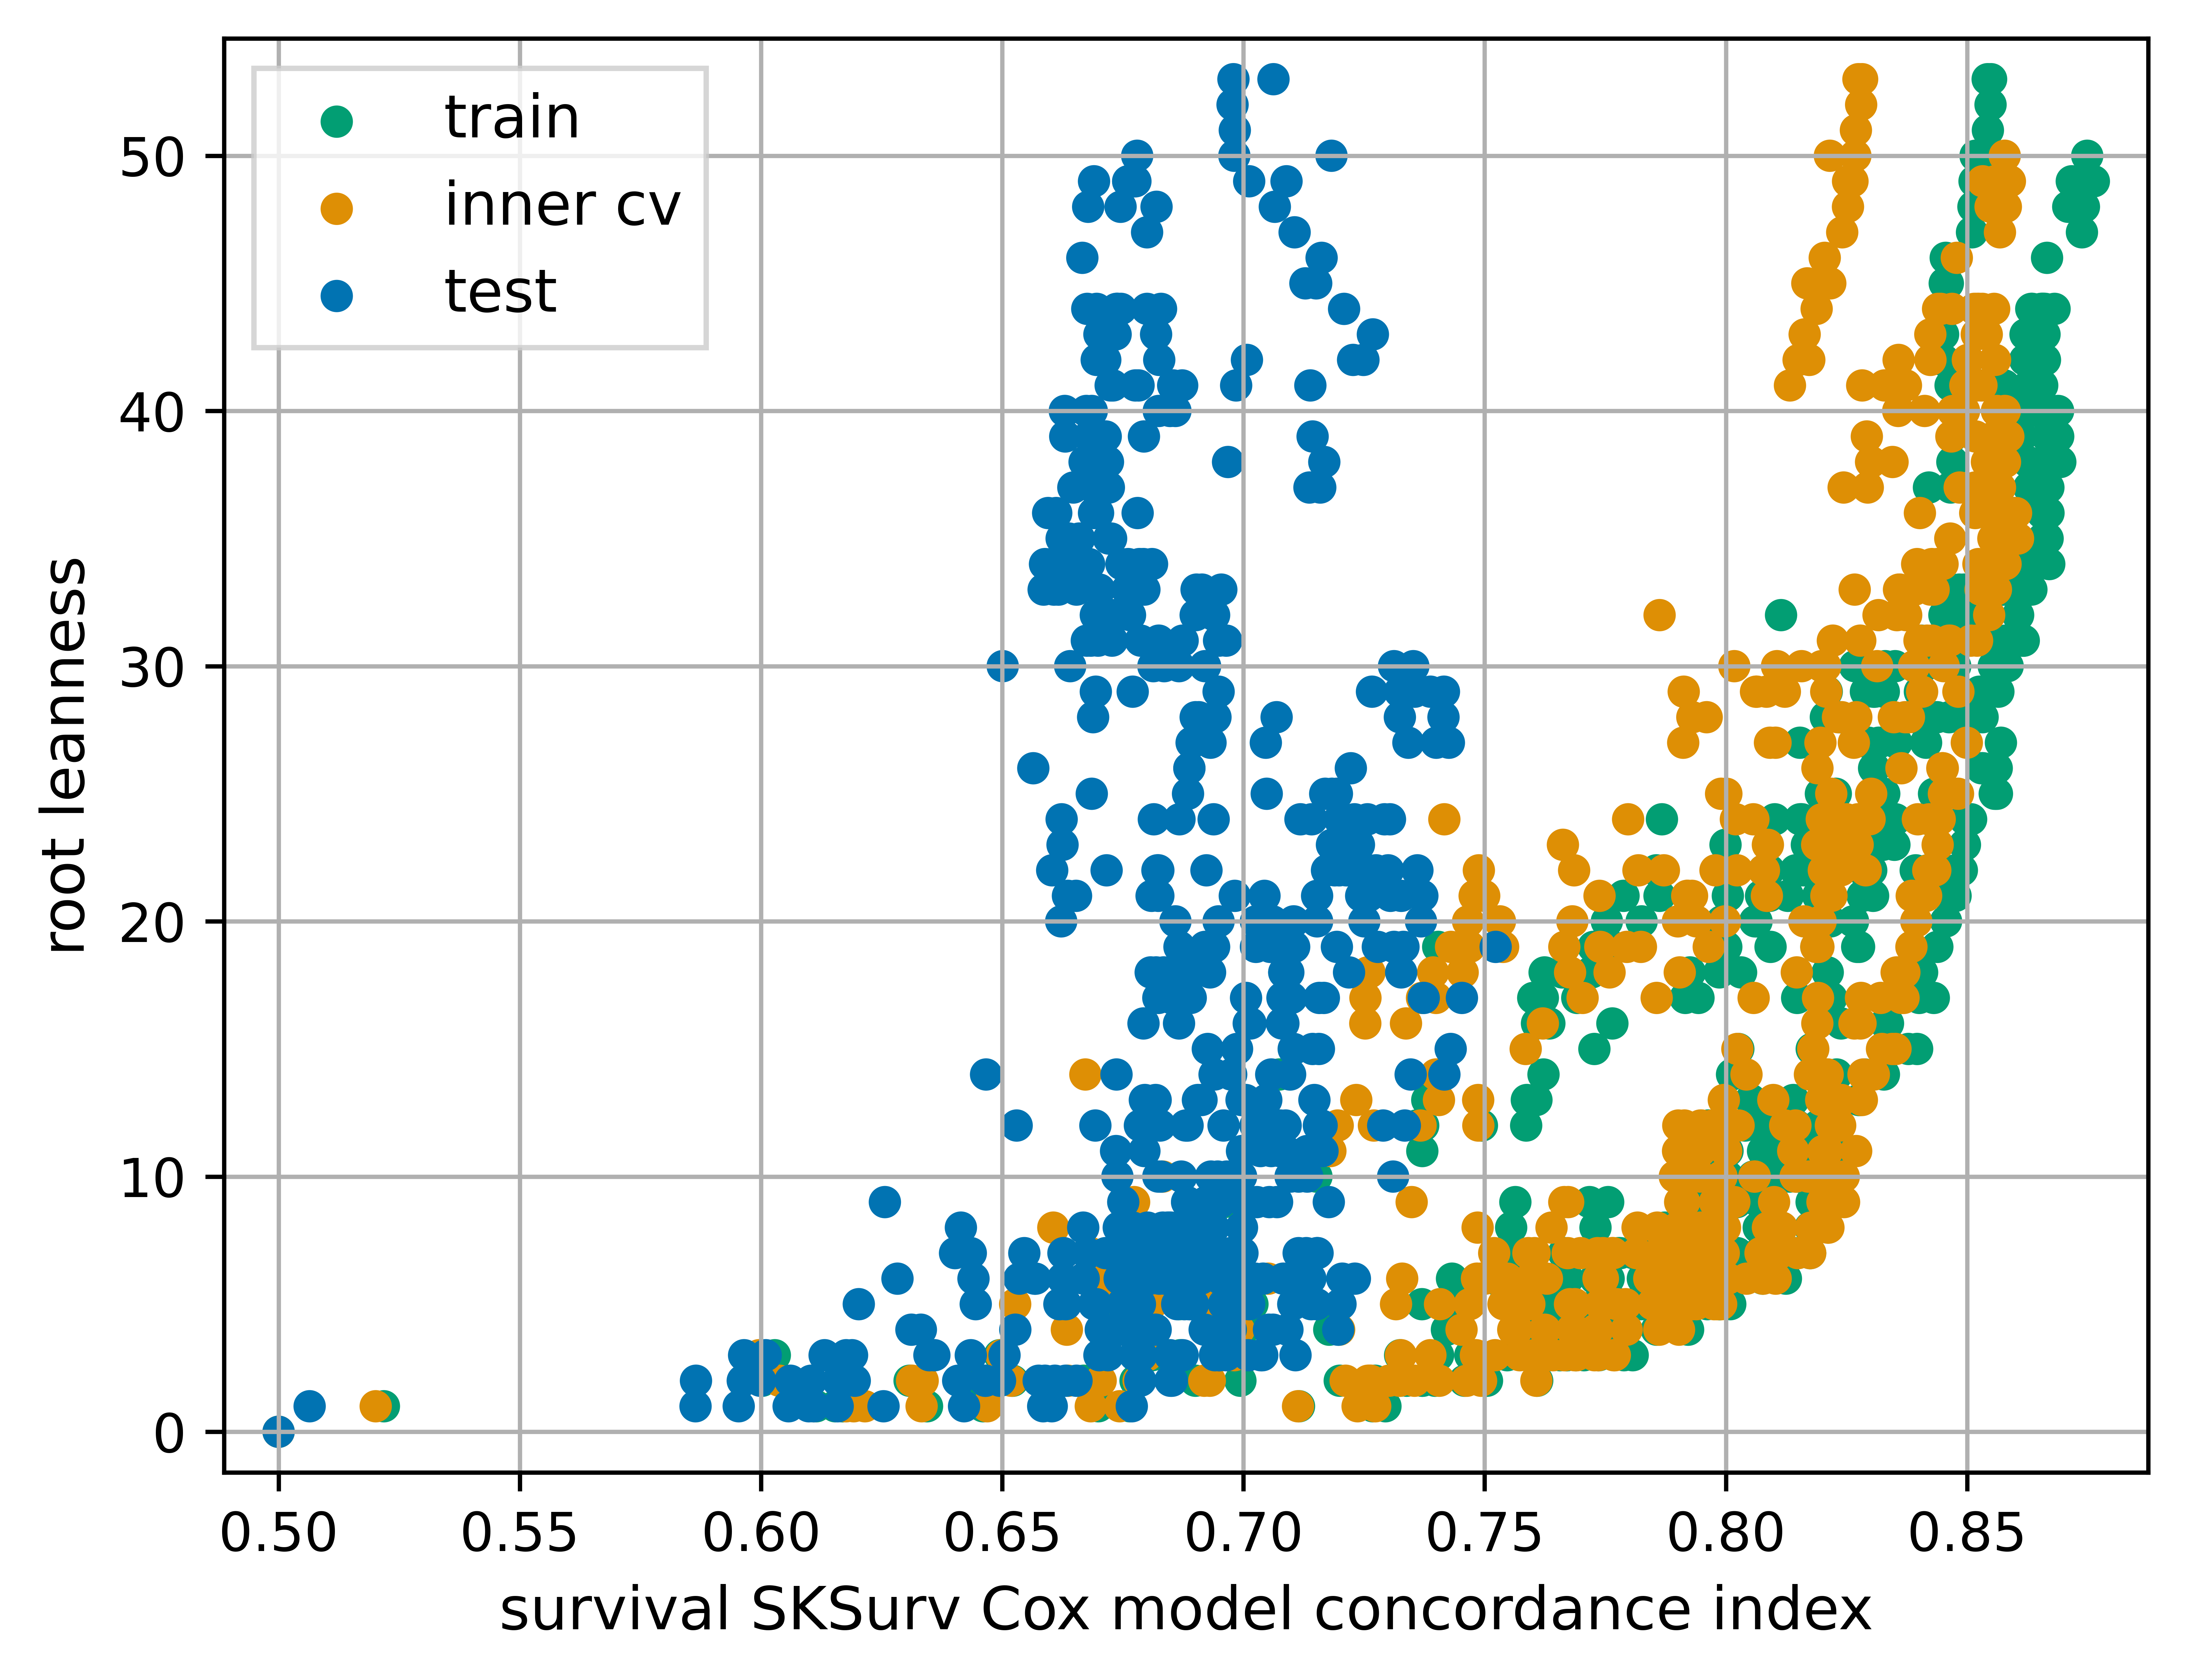 train
inner cv
test
50
40
30
20
10
0
root leanness
0.50 0.55 0.60 0.65 0.70 0.75 0.80 0.85
survival SKSurv Cox model concordance index